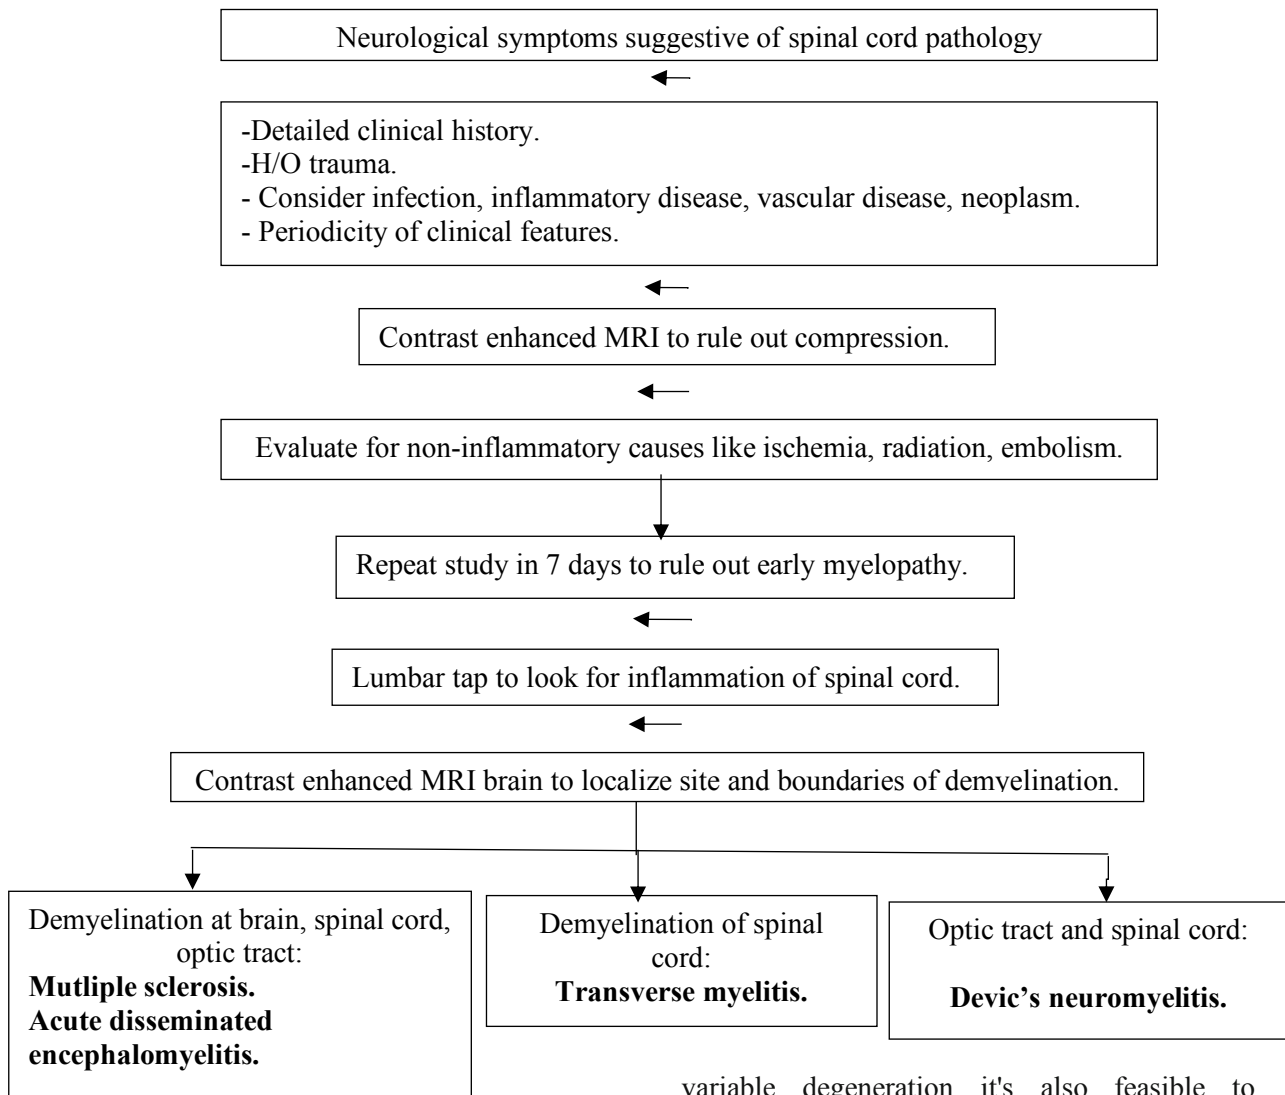 Neurological symptoms suggestive of spinal cord pathology
-Detailed clinical history.
-H/O trauma.
- Consider infection, inflammatory disease, vascular disease, neoplasm.
- Periodicity of clinical features.
Contrast enhanced MRI to rule out compression.
Evaluate for non-inflammatory causes like ischemia, radiation, embolism.
Repeat study in 7 days to rule out early myelopathy.
Lumbar tap to look for inflammation of spinal cord.
Contrast enhanced MRI brain to localize site and boundaries of demyelination.
Demyelination at brain, spinal cord,
optic tract:
Mutliple sclerosis.
Acute disseminated
encephalomyelitis.
Demyelination of spinal
cord:
Transverse myelitis.
Optic tract and spinal cord:
Devic’s neuromyelitis.
variable degeneration it's also feasible to